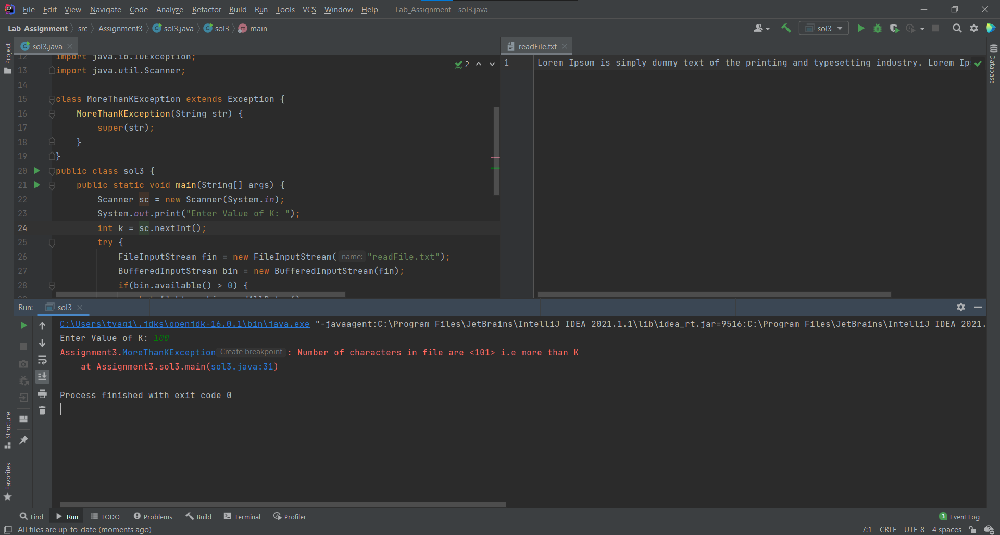 File Edit View Navigate Code Analyze Refactor Build Run Tools VCS Window Help Lab_Assignment - sol3.java
Lab_Assignment src Assignment3 sol3.java sol3 main
sol3
Project
sol3.java
readFile.txt
Database
12 import java.io.IOException;
13 import java.util.Scanner;
14
15 class MoreThanKException extends Exception {
16 MoreThanKException(String str) {
17 super(str);
18 }
19 }
20 public class sol3 {
21 public static void main(String[] args) {
22 Scanner sc = new Scanner(System.in);
23 System.out.print("Enter Value of K: ");
24 int k = sc.nextInt();
25 try {
26 FileInputStream fin = new FileInputStream( name: "readFile.txt");
27 BufferedInputStream bin = new BufferedInputStream(fin);
28 if(bin.available() > 0) {
2
1 Lorem Ipsum is simply dummy text of the printing and typesetting industry. Lorem Ip
Run: sol3
C:\Users\tyagi\.jdks\openjdk-16.0.1\bin\java.exe "-javaagent:C:\Program Files\JetBrains\IntelliJ IDEA 2021.1.1\lib\idea_rt.jar=9516:C:\Program Files\JetBrains\IntelliJ IDEA 2021.
Enter Value of K: 100
Assignment3.MoreThanKException Create breakpoint : Number of characters in file are <101> i.e more than K
at Assignment3.sol3.main(sol3.java:31)
Process finished with exit code 0
Structure
Favorites
Find Run TODO Problems Build Terminal Profiler 3 Event Log
All files are up-to-date (moments ago) 7:1 CRLF UTF-8 4 spaces